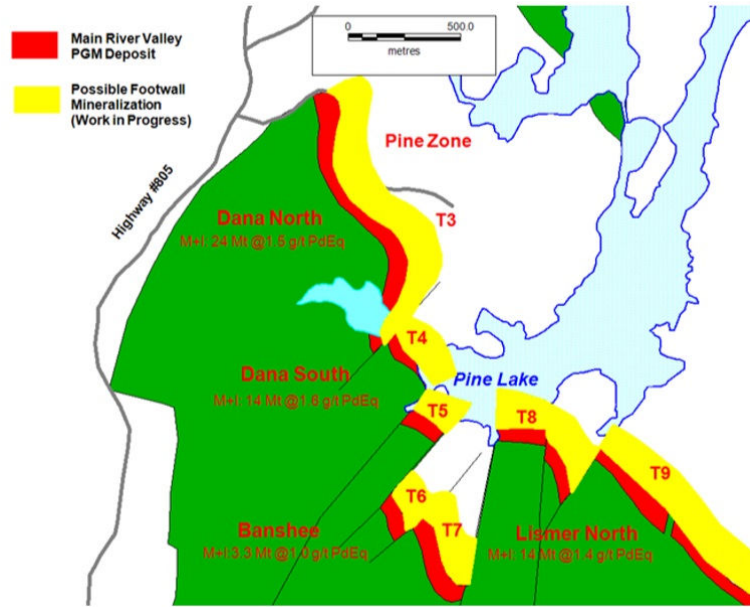 0 500.0
metres
Main River Valley
PGM Deposit
Possible Footwall
Mineralization
(Work in Progress)
Highway #805
Pine Zone
Dana North
M+I: 24 Mt @1.5 g/t PdEq
T3
T4
Dana South
M+I: 14 Mt @1.6 g/t PdEq
Pine Lake
T5
T8
T9
T6
T7
Banshee
M+I:3.3 Mt @1.0 g/t PdEq
Lismer North
M+I: 14 Mt @1.4 g/t PdEq